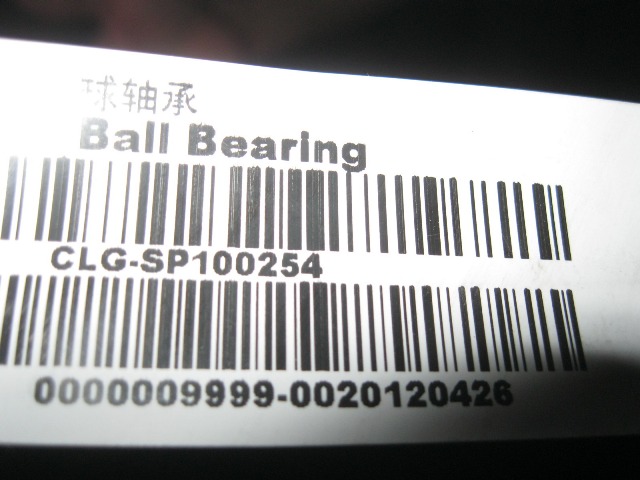 球轴承
Ball Bearing
CLG-SP100254
0000009999-0020120426